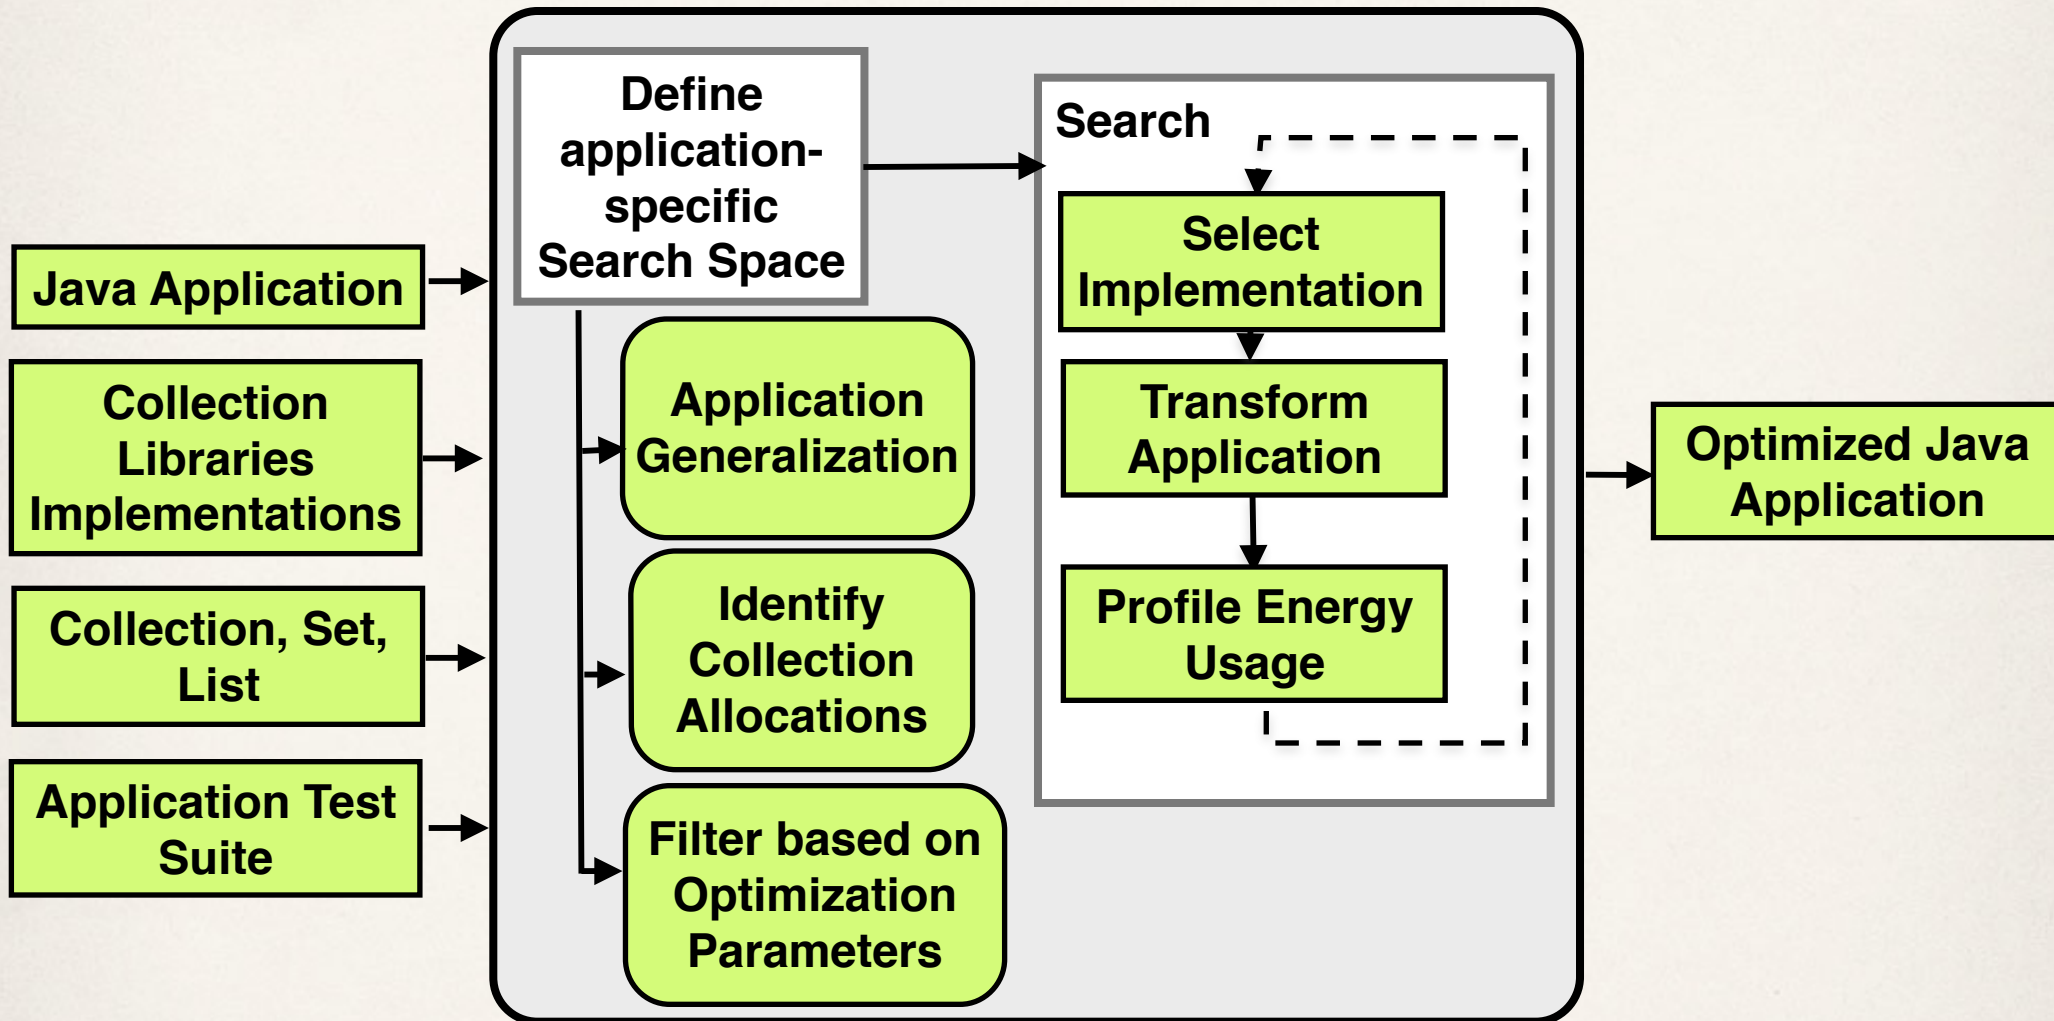 Java Application
Collection
Libraries
Implementations
Collection, Set,
List
Application Test
Suite
Define
application-
specific
Search Space
Application
Generalization
Identify
Collection
Allocations
Filter based on
Optimization
Parameters
Search
Select
Implementation
Transform
Application
Profile Energy
Usage
Optimized Java
Application